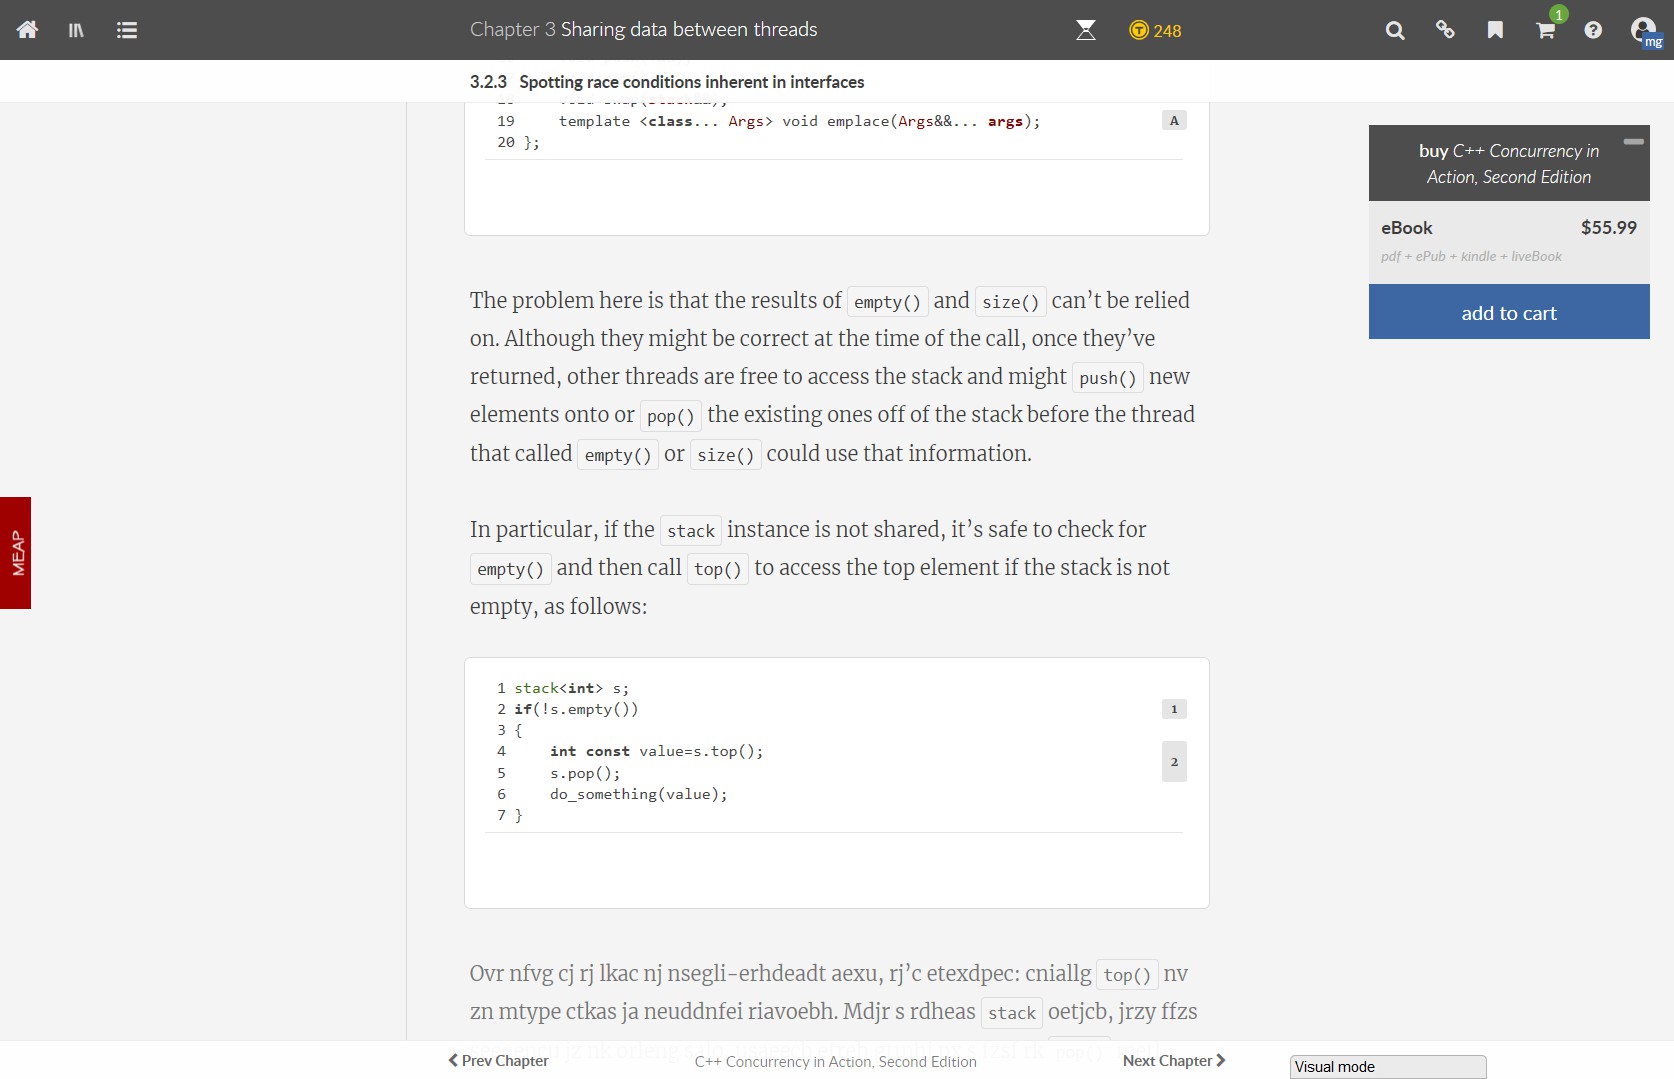 Chapter 3 Sharing data between threads
248
1
mg
3.2.3 Spotting race conditions inherent in interfaces
19 template <class... Args> void emplace(Args&&... args);
A
20 };
buy C++ Concurrency in
Action, Second Edition
eBook $55.99
pdf + ePub + kindle + liveBook
add to cart
The problem here is that the results of empty() and size() can’t be relied
on. Although they might be correct at the time of the call, once they’ve
returned, other threads are free to access the stack and might push() new
elements onto or pop() the existing ones off of the stack before the thread
that called empty() or size() could use that information.
MEAP
In particular, if the stack instance is not shared, it’s safe to check for
empty() and then call top() to access the top element if the stack is not
empty, as follows:
1 stack<int> s;
2 if(!s.empty())
1
3 {
4 int const value=s.top();
2
5 s.pop();
6 do_something(value);
7 }
Ovr nfvg cj rj lkac nj nsegli-erhdeadt aexu, rj’c etexdpec: cniallg top() nv
zn mtype ctkas ja neuddnfei riavoebh. Mdjr s rdheas stack oetjcb, jrzy ffzs
Prev Chapter
C++ Concurrency in Action, Second Edition
Next Chapter
Visual mode